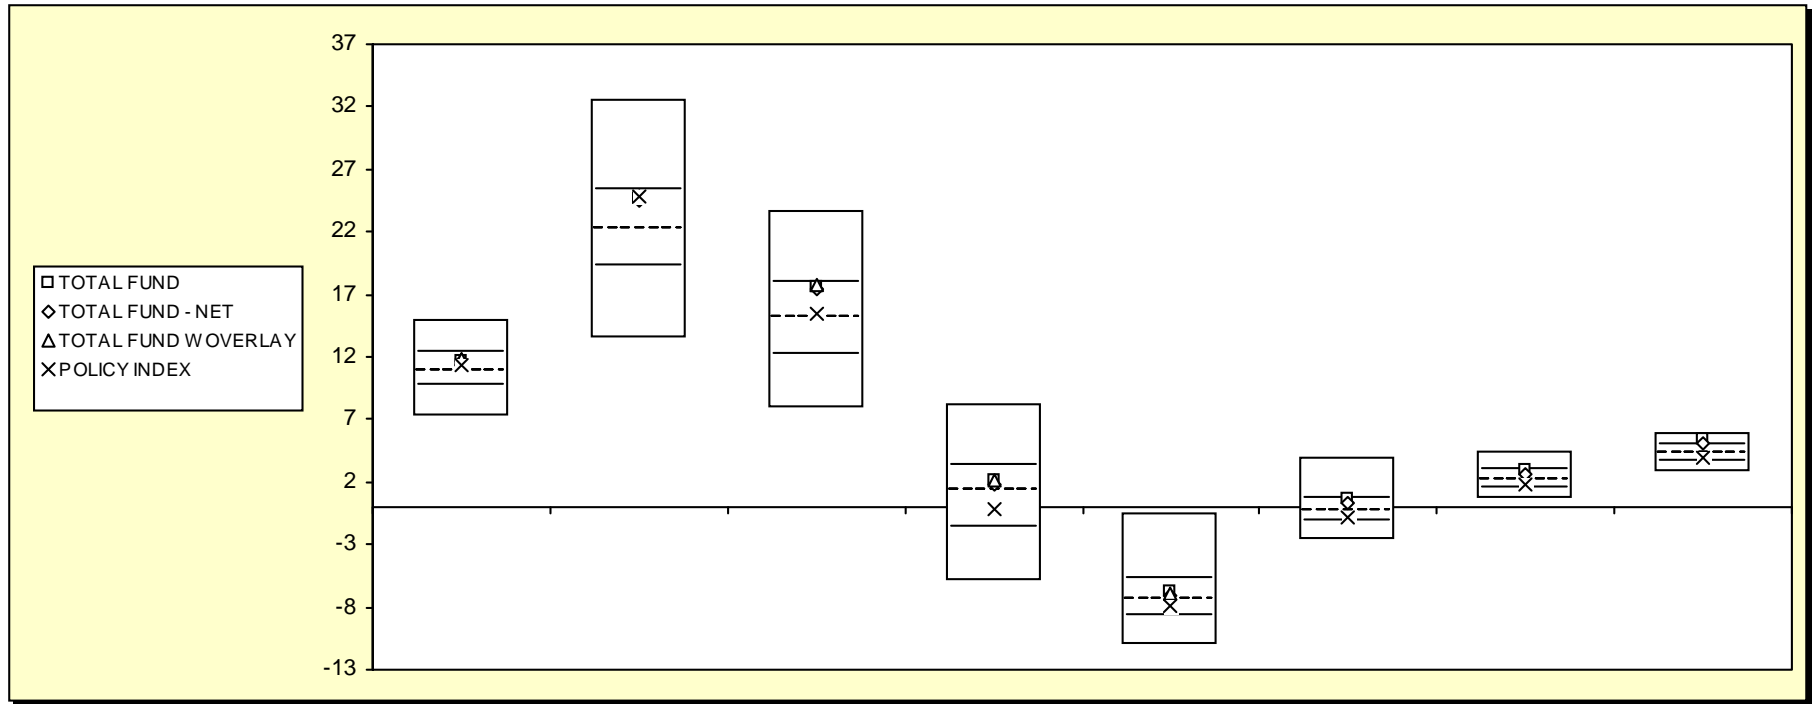 37
32
27
22
17
12
7
2
-3
-8
-13
TOTAL FUND
TOTAL FUND - NET
TOTAL FUND W OVERLAY
POLICY INDEX